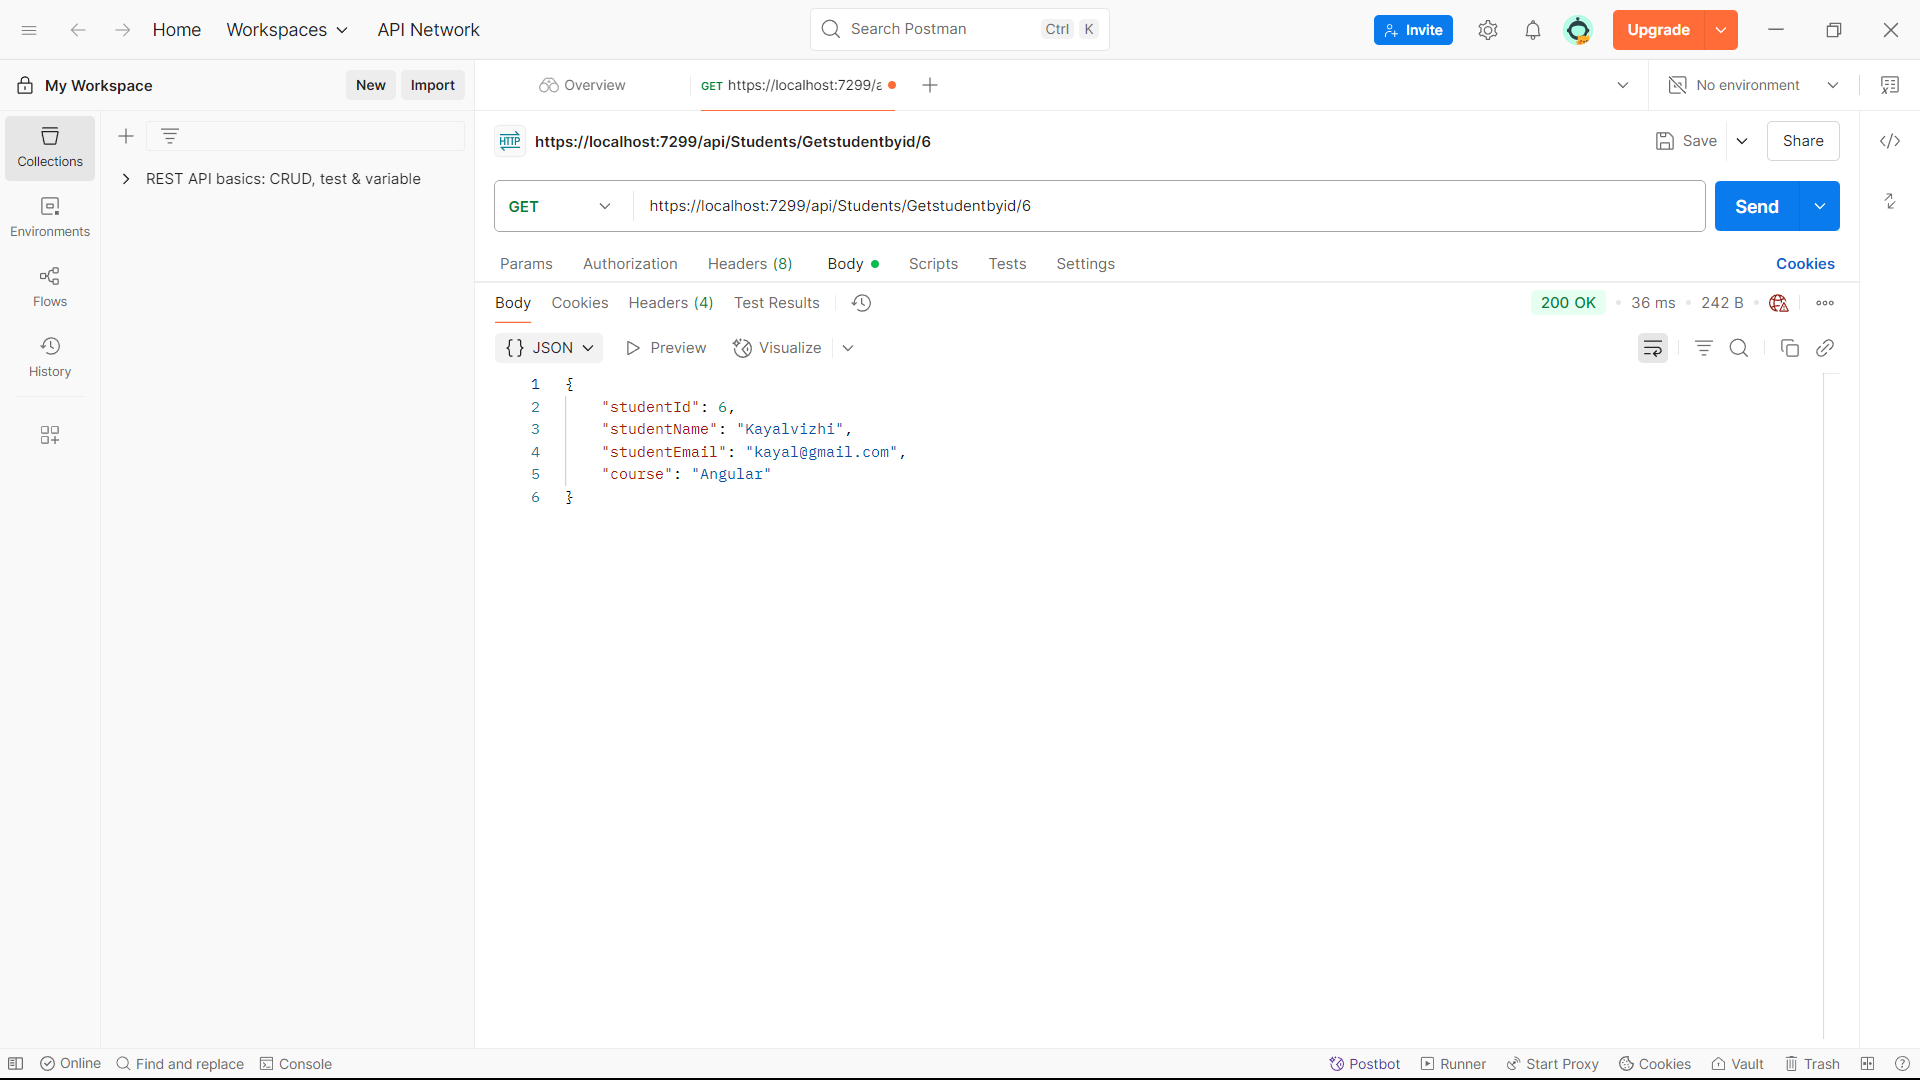 Home Workspaces API Network Search Postman Ctrl K Invite Upgrade
My Workspace New Import Overview GET https://localhost:7299/a No environment
Collections
Environments
Flows
History
REST API basics: CRUD, test & variable
HTTP https://localhost:7299/api/Students/Getstudentbyid/6 Save Share
GET https://localhost:7299/api/Students/Getstudentbyid/6 Send
Params Authorization Headers (8) Body Scripts Tests Settings Cookies
Body Cookies Headers (4) Test Results 200 OK 36 ms 242 B
{} JSON Preview Visualize
1 {
2 "studentId": 6,
3 "studentName": "Kayalvizhi",
4 "studentEmail": "kayal@gmail.com",
5 "course": "Angular"
6 }
Online Find and replace Console Postbot Runner Start Proxy Cookies Vault Trash